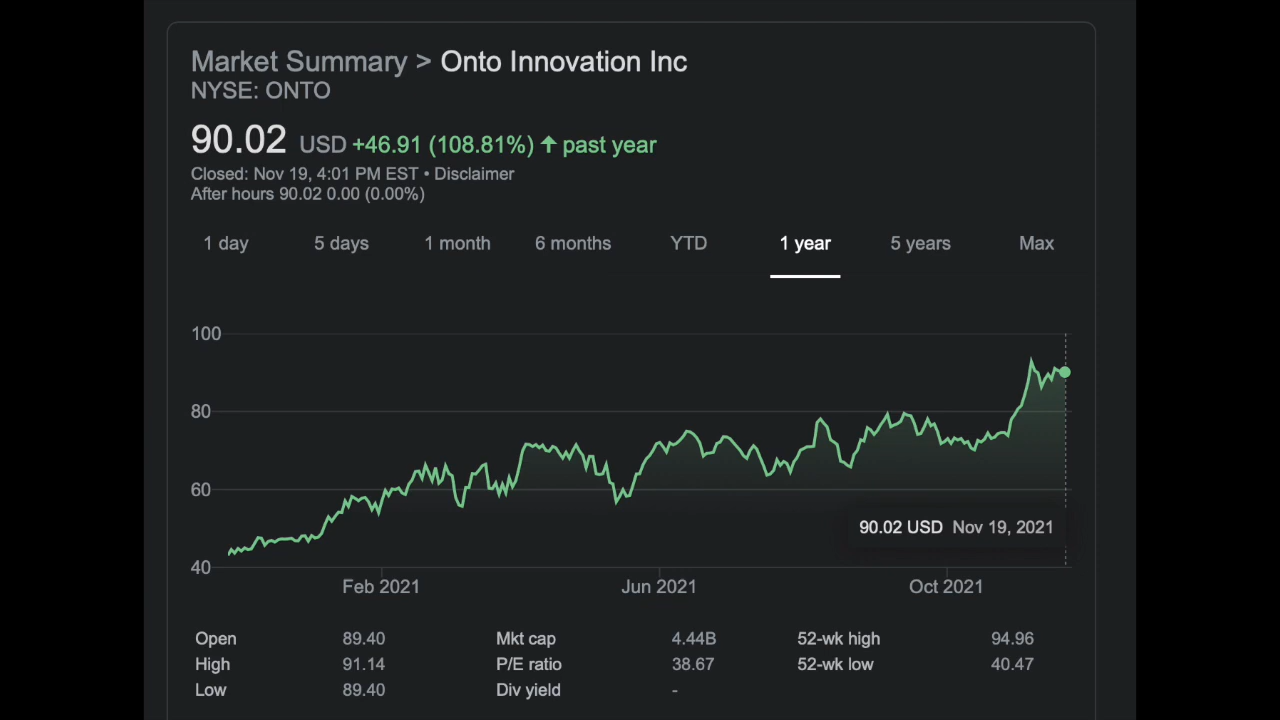 Market Summary > Onto Innovation Inc
NYSE: ONTO
90.02 USD +46.91 (108.81%) ↑ past year
Closed: Nov 19, 4:01 PM EST • Disclaimer
After hours 90.02 0.00 (0.00%)
1 day 5 days 1 month 6 months YTD 1 year 5 years Max
100
80
60
90.02 USD Nov 19, 2021
40
Feb 2021 Jun 2021 Oct 2021
Open 89.40 Mkt cap 4.44B 52-wk high 94.96
High 91.14 P/E ratio 38.67 52-wk low 40.47
Low 89.40 Div yield -